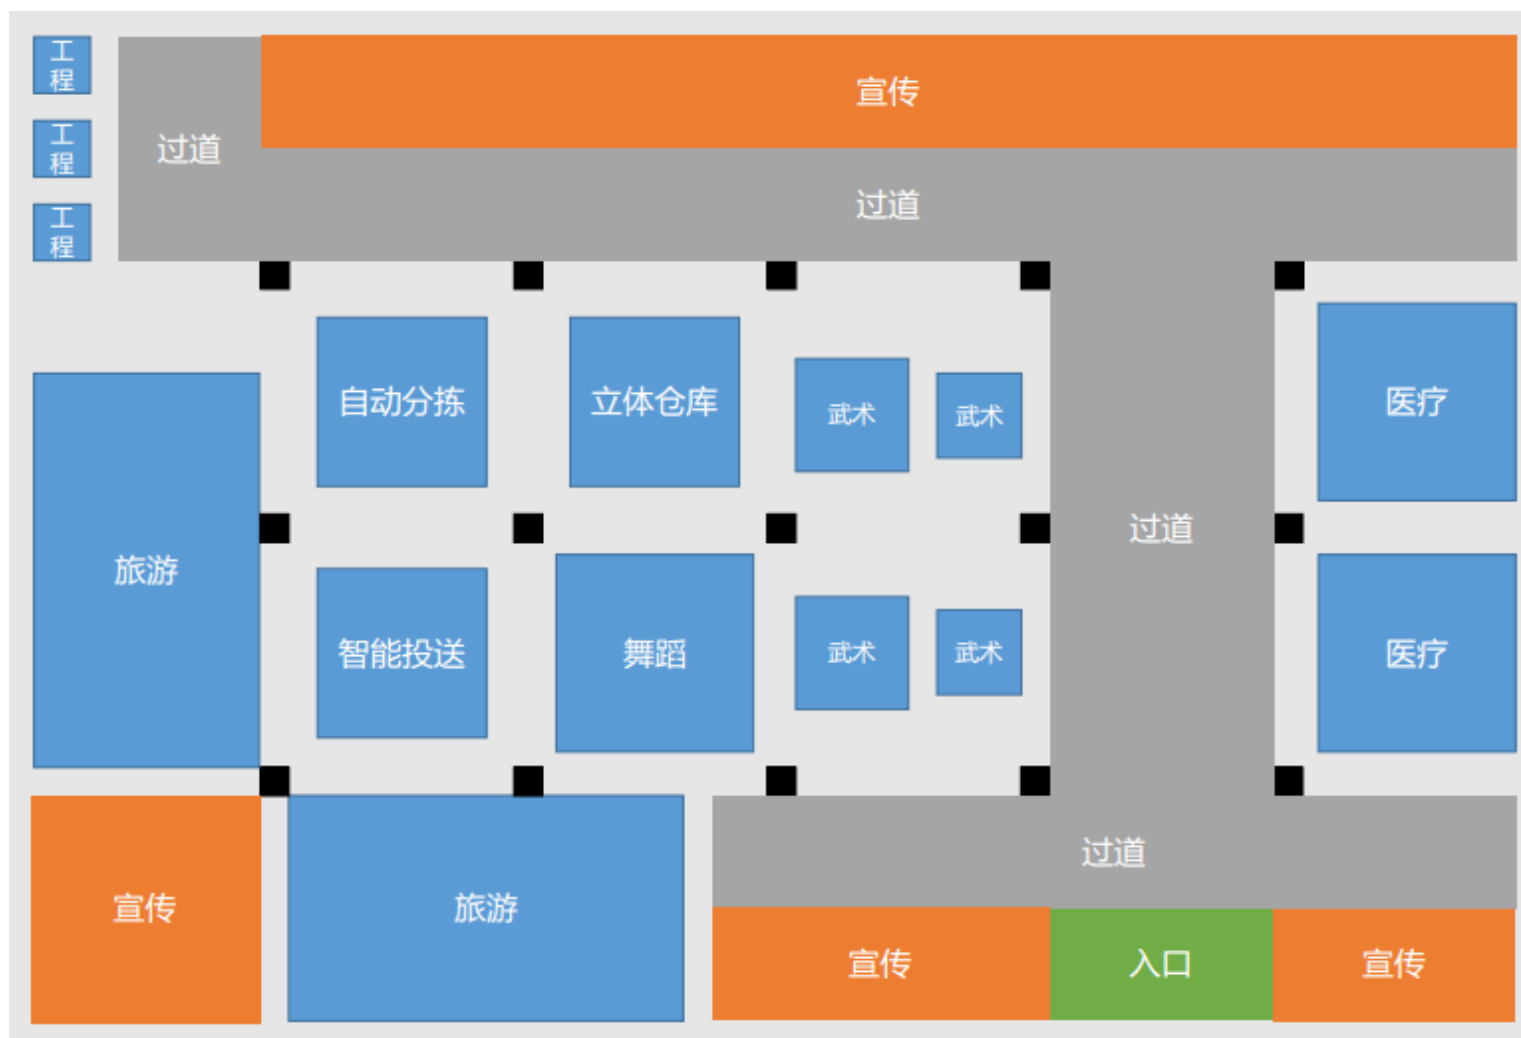 工
程
宣传
过道
工
程
过道
工
程
自动分拣
立体仓库
武术
武术
医疗
过道
旅游
智能投送
舞蹈
武术
武术
医疗
过道
宣传
旅游
宣传
入口
宣传